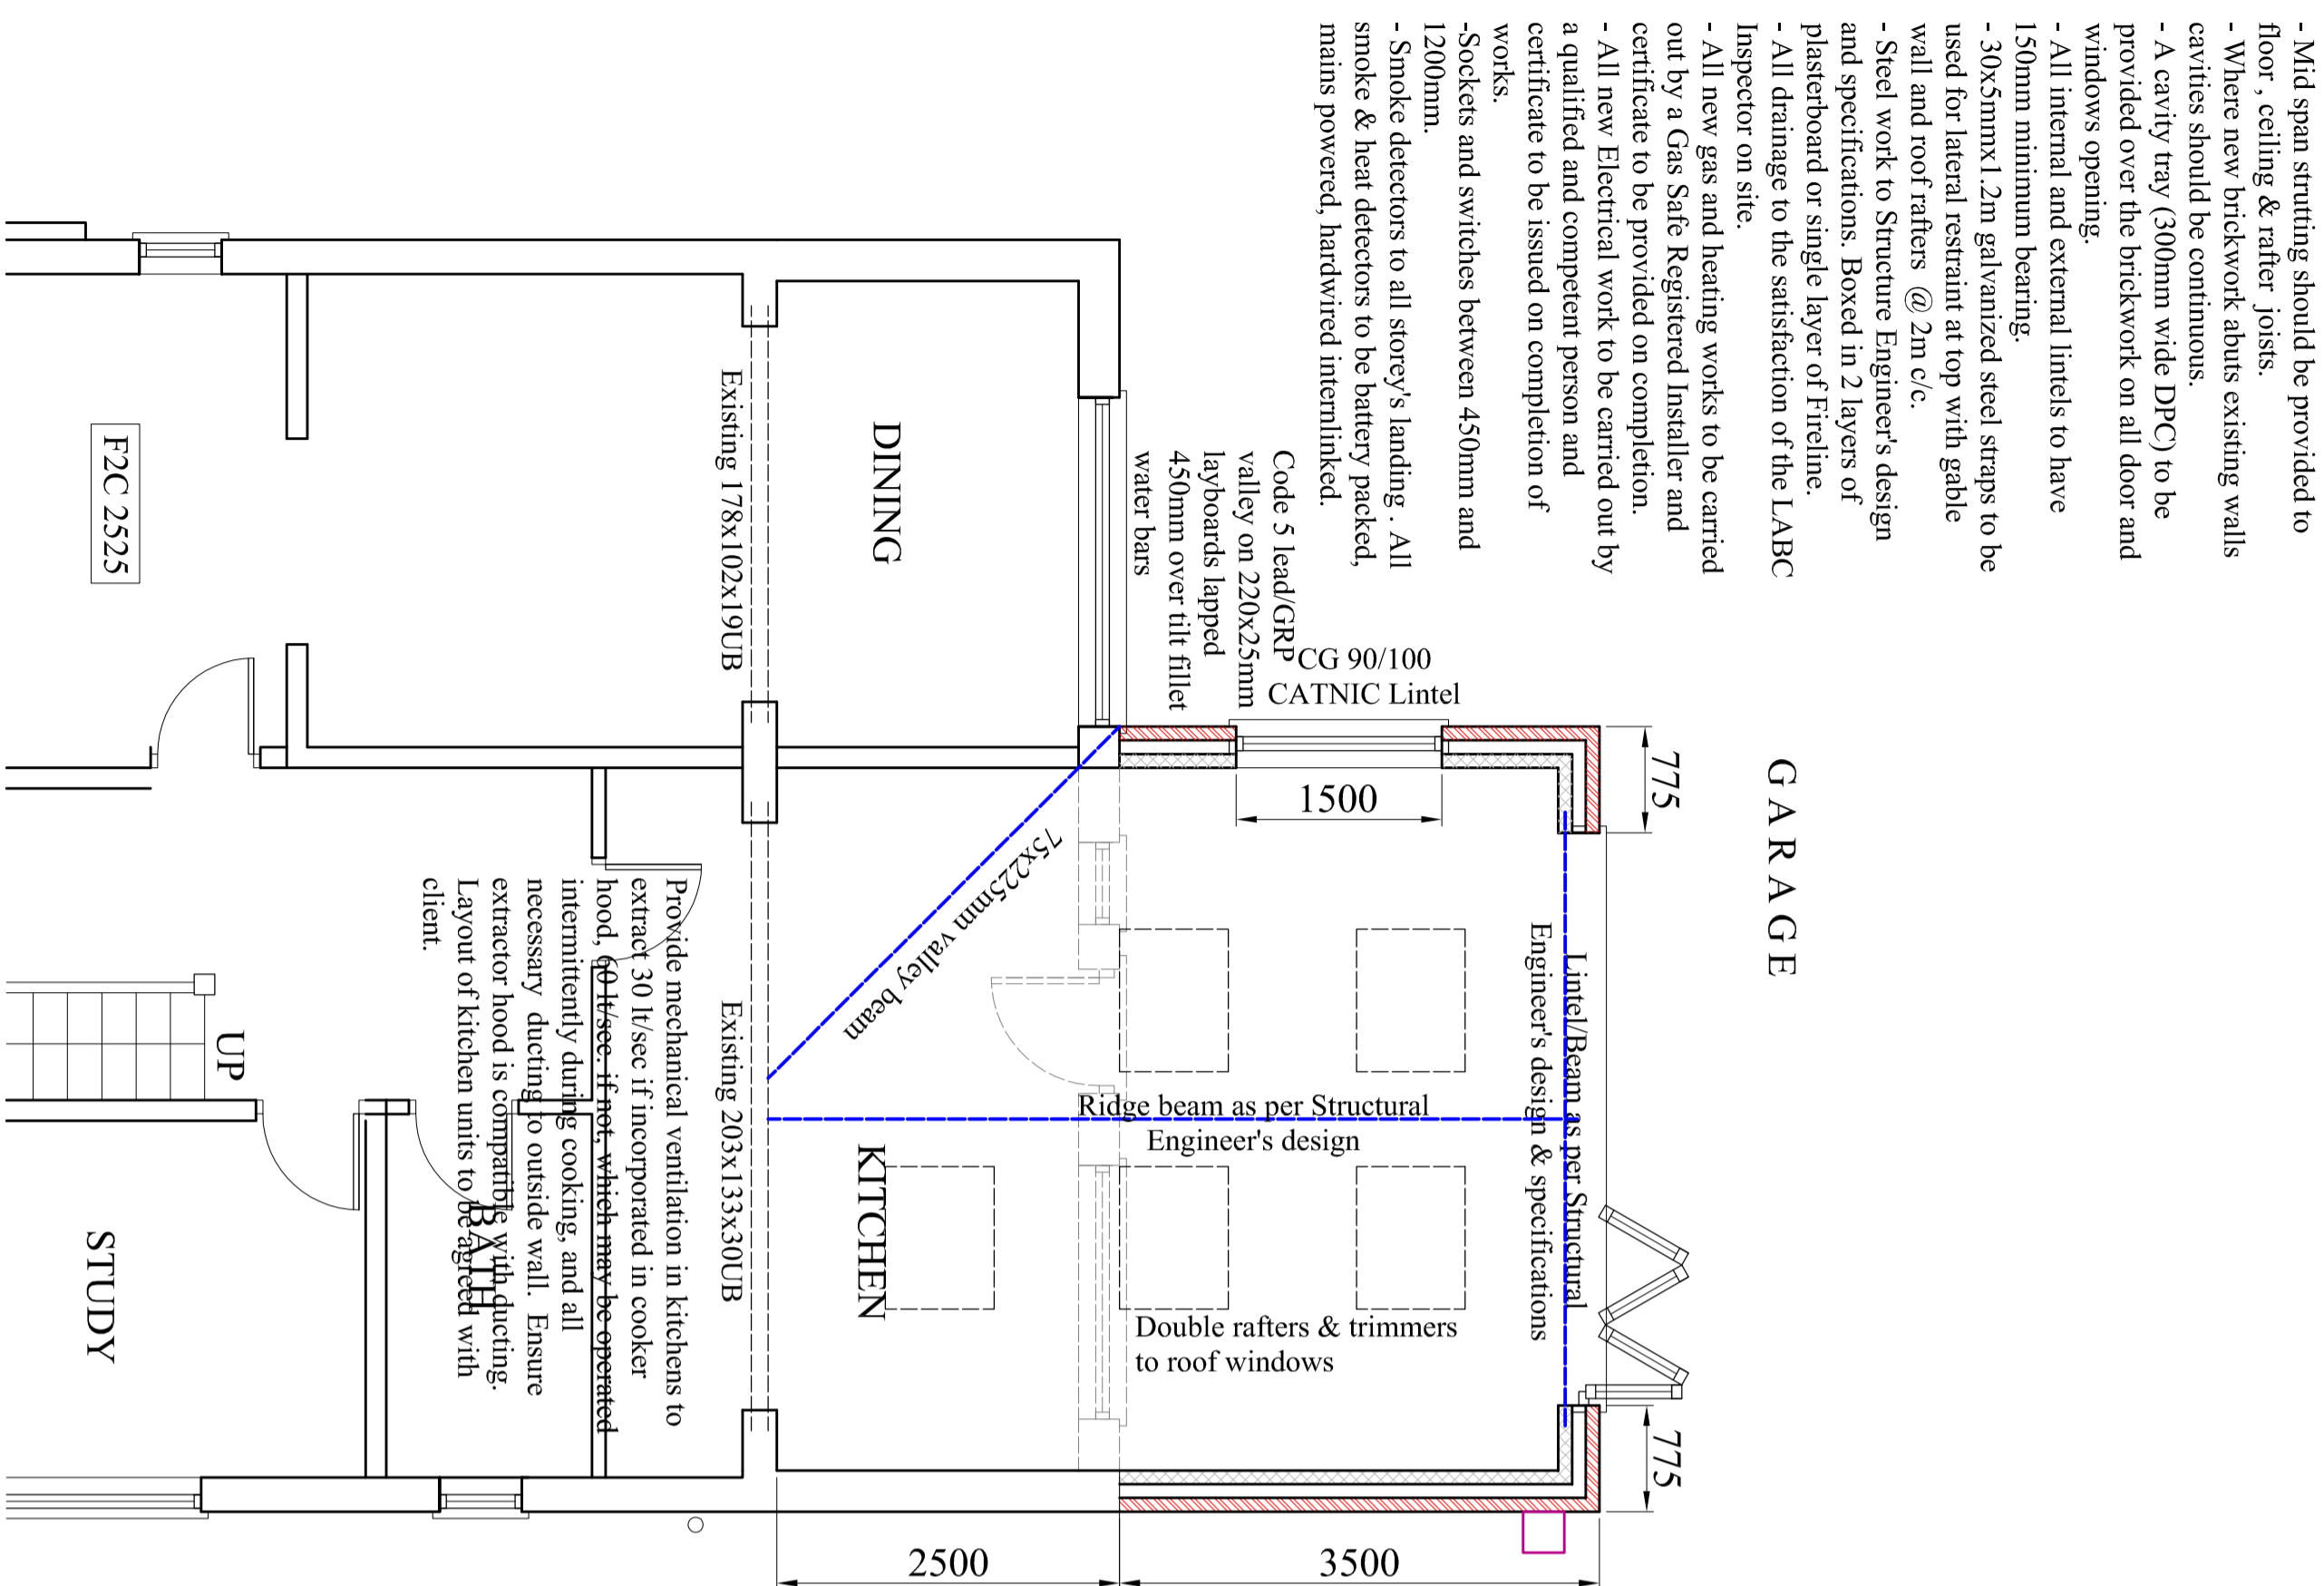 - Mid span strutting should be provided to
floor , ceiling & rafter joists.
- Where new brickwork abuts existing walls
cavities should be continuous.
- A cavity tray (300mm wide DPC) to be
provided over the brickwork on all door and
windows opening.
- All internal and external lintels to have
150mm minimum bearing.
- 30x5mmx1.2m galvanized steel straps to be
used for lateral restraint at top with gable
wall and roof rafters @ 2m c/c.
- Steel work to Structure Engineer's design
and specifications. Boxed in 2 layers of
plasterboard or single layer of Fireline.
- All drainage to the satisfaction of the LABC
Inspector on site.
- All new gas and heating works to be carried
out by a Gas Safe Registered Installer and
certificate to be provided on completion.
- All new Electrical work to be carried out by
a qualified and competent person and
certificate to be issued on completion of
works.
-Sockets and switches between 450mm and
1200mm.
- Smoke detectors to all storey's landing . All
smoke & heat detectors to be battery packed,
mains powered, hardwired internlinked.
GARAGE
775
775
Code 5 lead/GRP
valley on 220x25mm
layboards lapped
450mm over tilt fillet
water bars
CG 90/100
CATNIC Lintel
1500
Lintel/Beam as per Structural
Engineer's design & specifications
75x225mm valley beam
Ridge beam as per Structural
Engineer's design
Double rafters & trimmers
to roof windows
DINING
KITCHEN
Existing 178x102x19UB
Existing 203x133x30UB
Provide mechanical ventilation in kitchens to
extract 30 lt/sec if incorporated in cooker
hood, 60 lt/sec. if not, which may be operated
intermittently during cooking, and all
necessary ducting to outside wall. Ensure
extractor hood is compatible with ducting.
Layout of kitchen units to be agreed with
client.
BATH
UP
F2C 2525
STUDY
2500
3500